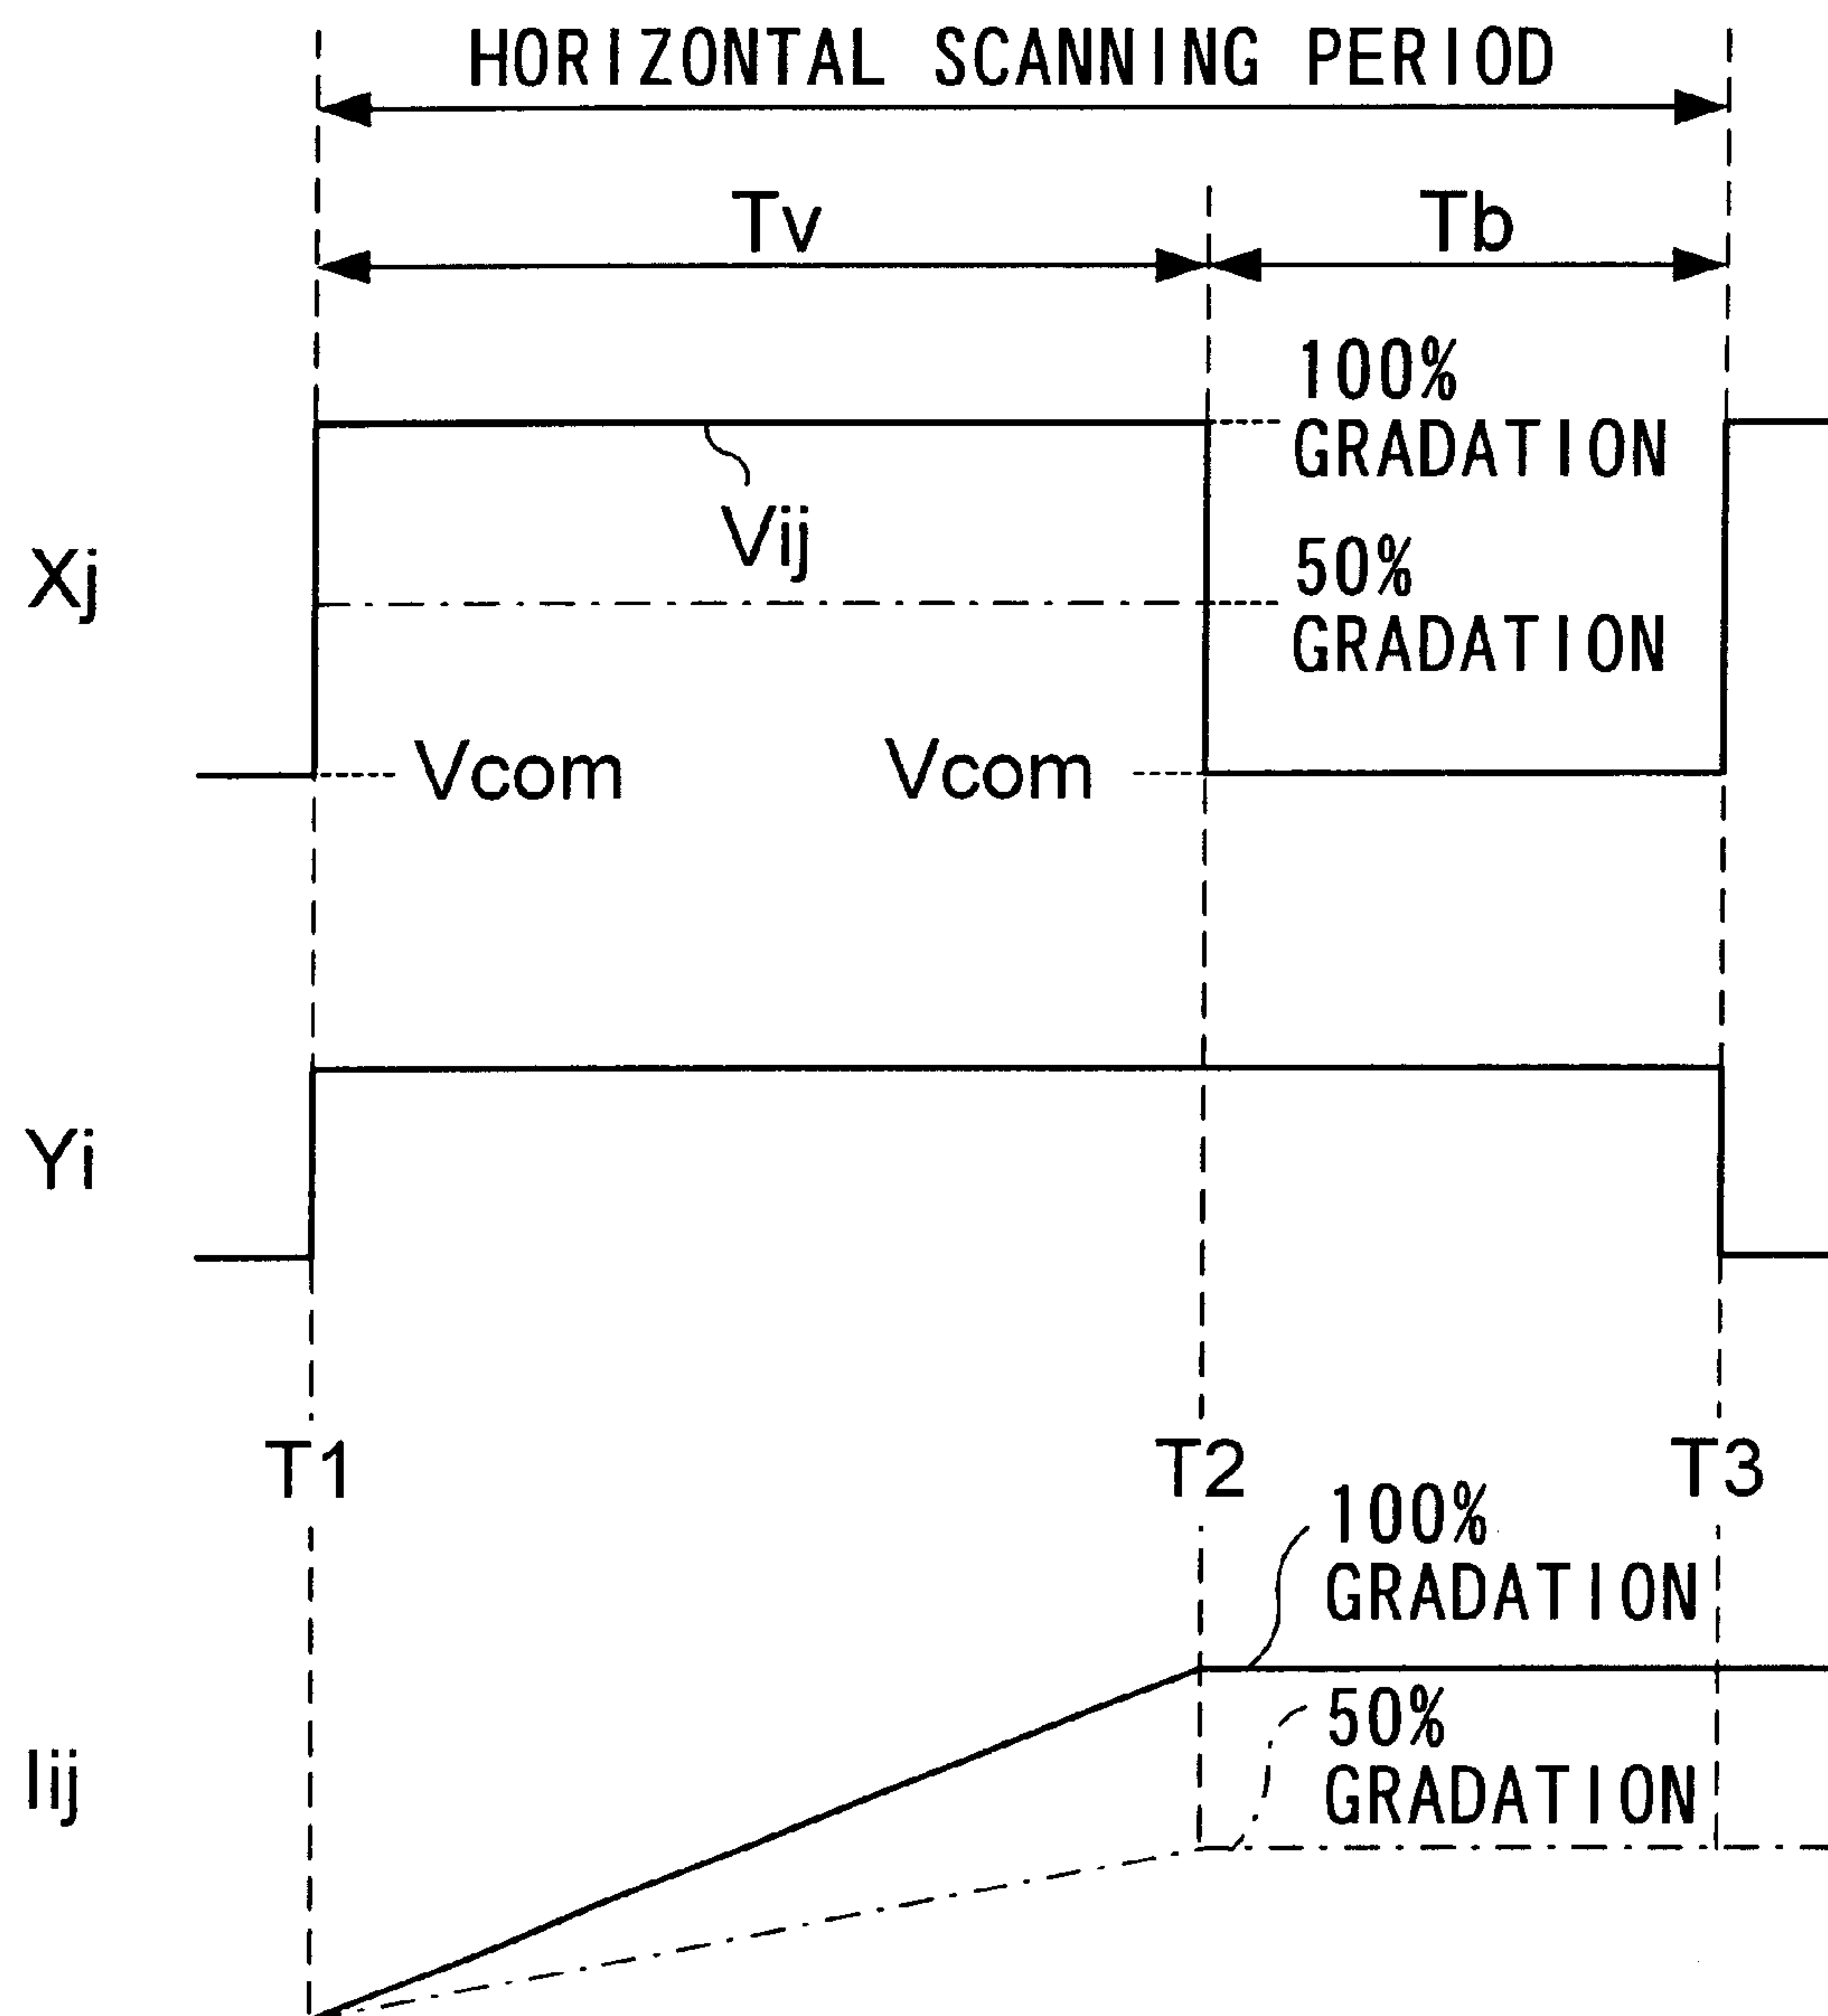 HORIZONTAL SCANNING PERIOD
Tv
Tb
100%
GRADATION
Vij
50%
GRADATION
Xj
Vcom
Vcom
Yi
T1
T2
T3
100%
GRADATION
50%
GRADATION
Iij